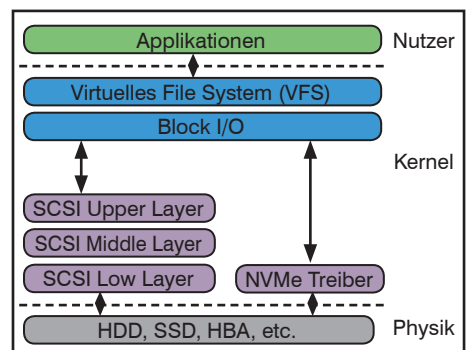 Applikationen
Nutzer
Virtuelles File System (VFS)
Block I/O
Kernel
SCSI Upper Layer
SCSI Middle Layer
SCSI Low Layer
NVMe Treiber
HDD, SSD, HBA, etc.
Physik